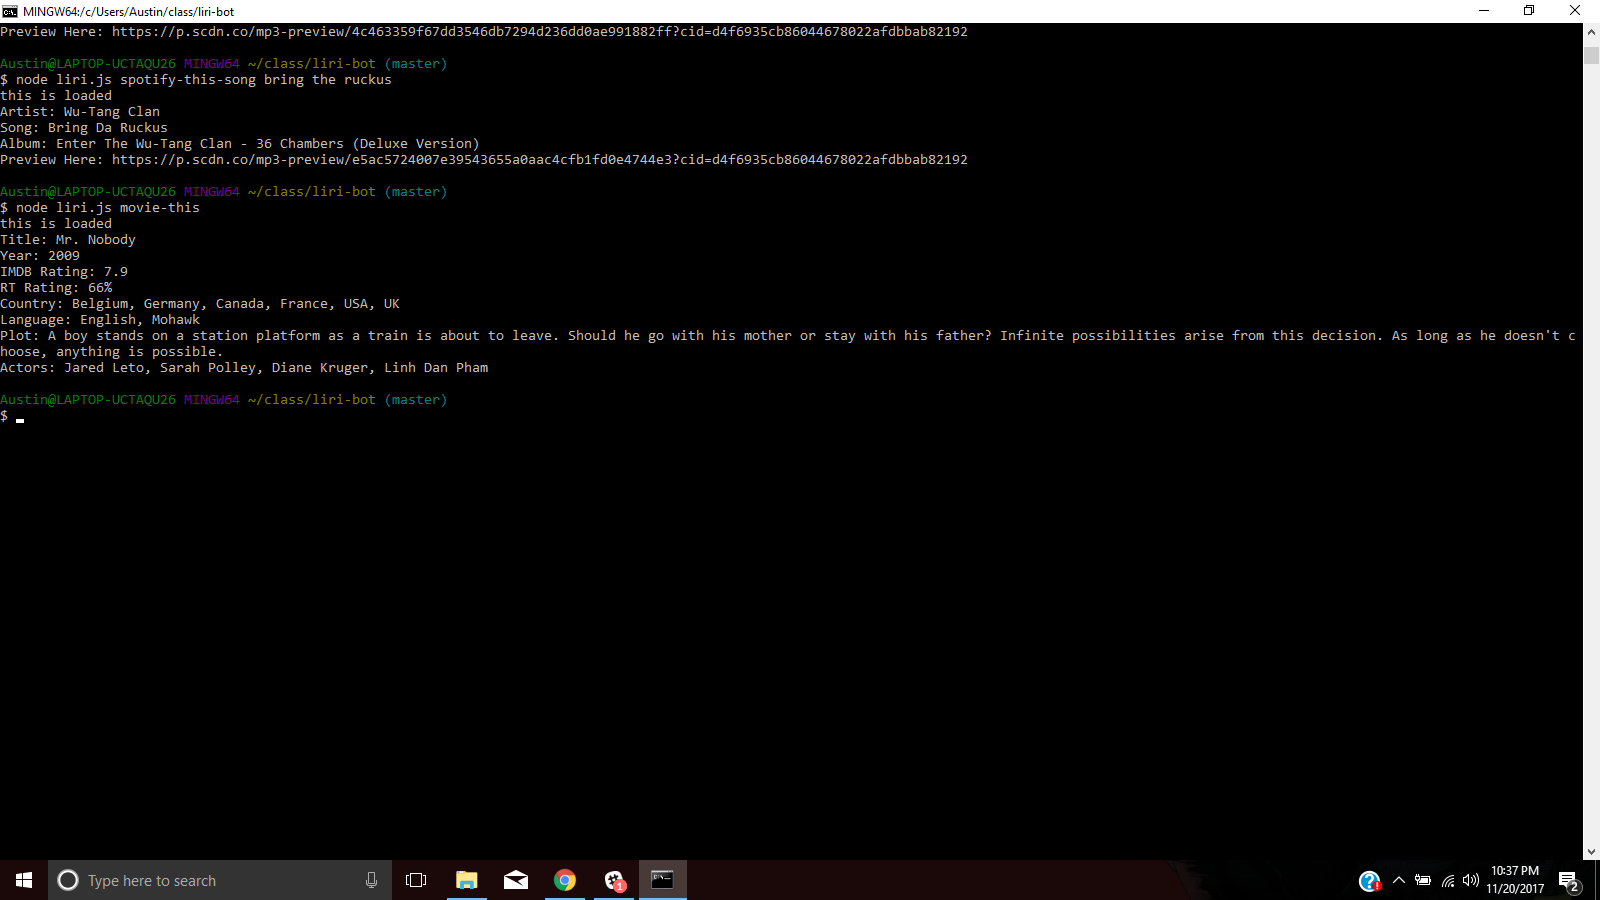 MINGW64:/c/Users/Austin/class/liri-bot
Preview Here: https://p.scdn.co/mp3-preview/4c463359f67dd3546db7294d236dd0ae991882ff?cid=d4f6935cb86044678022afdbbab82192
Austin@LAPTOP-UCTAQU26 MINGW64 ~/class/liri-bot (master)
$ node liri.js spotify-this-song bring the ruckus
this is loaded
Artist: Wu-Tang Clan
Song: Bring Da Ruckus
Album: Enter The Wu-Tang Clan - 36 Chambers (Deluxe Version)
Preview Here: https://p.scdn.co/mp3-preview/e5ac5724007e39543655a0aac4cfb1fd0e4744e3?cid=d4f6935cb86044678022afdbbab82192
Austin@LAPTOP-UCTAQU26 MINGW64 ~/class/liri-bot (master)
$ node liri.js movie-this
this is loaded
Title: Mr. Nobody
Year: 2009
IMDB Rating: 7.9
RT Rating: 66%
Country: Belgium, Germany, Canada, France, USA, UK
Language: English, Mohawk
Plot: A boy stands on a station platform as a train is about to leave. Should he go with his mother or stay with his father? Infinite possibilities arise from this decision. As long as he doesn't c
hoose, anything is possible.
Actors: Jared Leto, Sarah Polley, Diane Kruger, Linh Dan Pham
Austin@LAPTOP-UCTAQU26 MINGW64 ~/class/liri-bot (master)
$
Type here to search
1
10:37 PM
11/20/2017
2